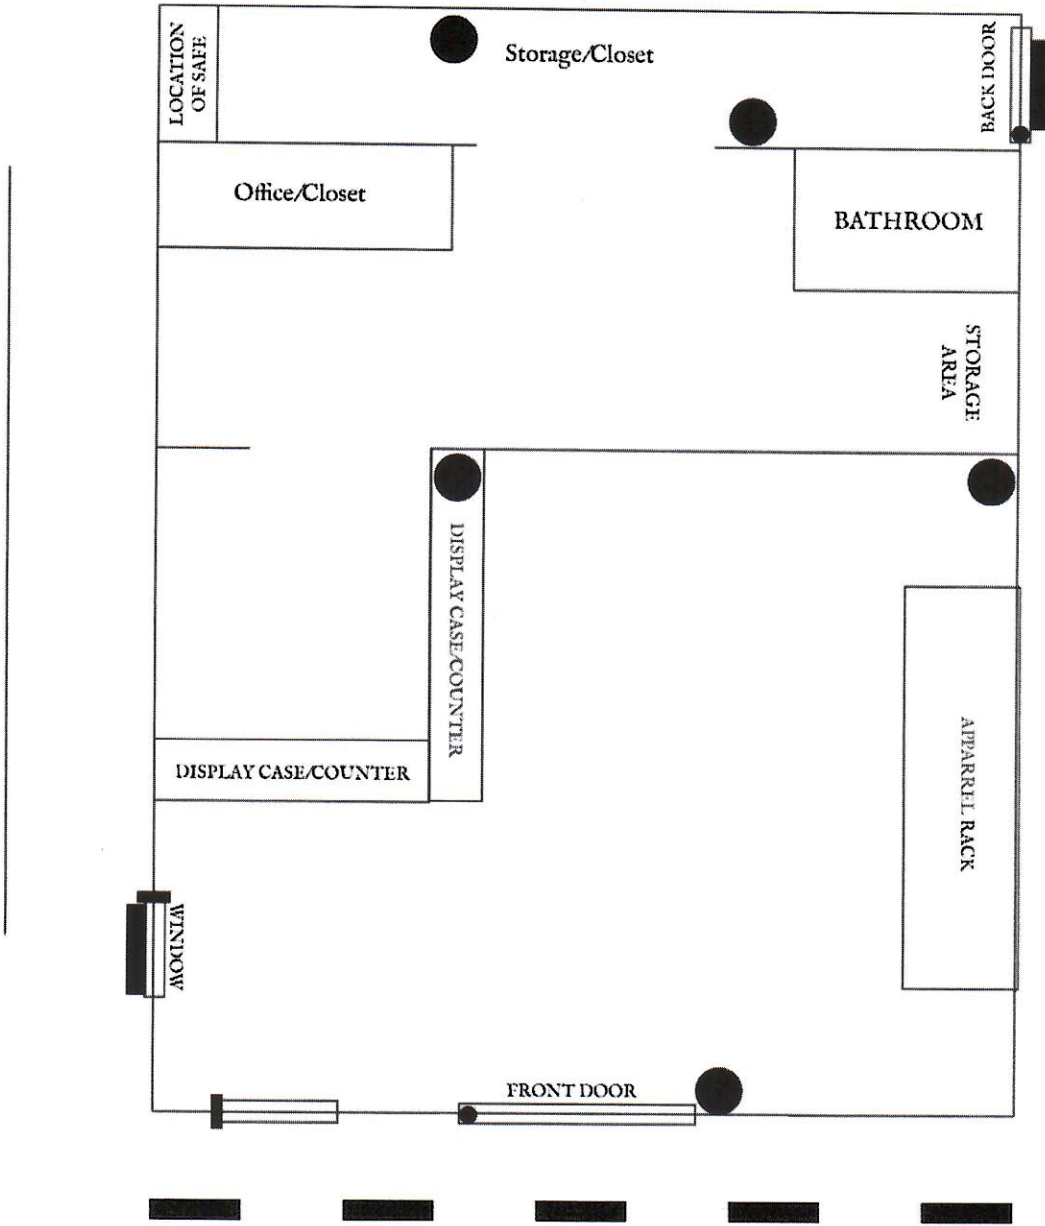 LOCATION
OF SAFE
Storage/Closet
BACK DOOR
Office/Closet
BATHROOM
STORAGE
AREA
DISPLAY CASE/COUNTER
DISPLAY CASE/COUNTER
APPARREL RACK
WINDOW
FRONT DOOR